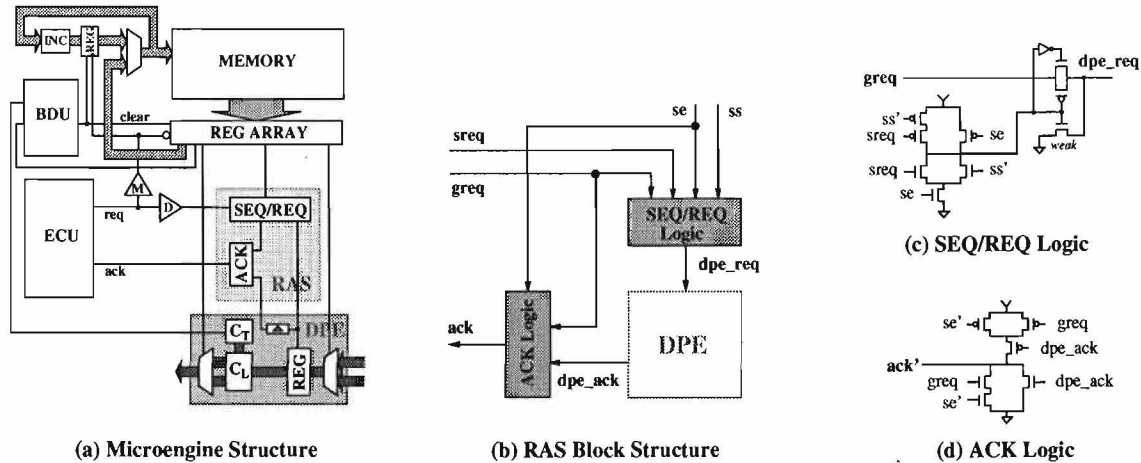 INC
REG
MEMORY
BDU
clear
REG ARRAY
M
req
D
SEQ/REQ
ECU
ACK
ack
RAS
DPE
C_T
C_L
REG
(a) Microengine Structure
se
ss
sreq
greq
SEQ/REQ
Logic
dpe_req
ack
ACK Logic
DPE
dpe_ack
(b) RAS Block Structure
dpe_req
greq
ss'
sreq
se
weak
sreq
ss'
se
(c) SEQ/REQ Logic
se'
greq
dpe_ack
ack'
greq
dpe_ack
se'
(d) ACK Logic